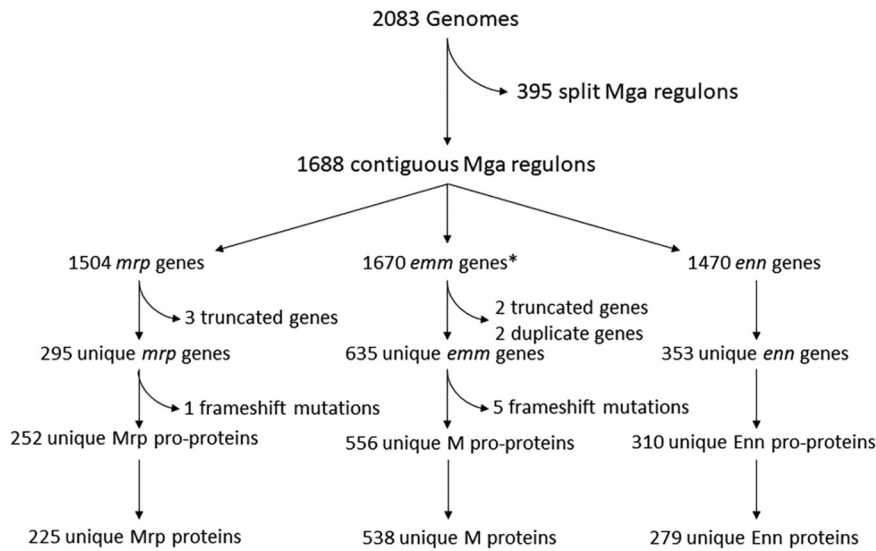 2083 Genomes
395 split Mga regulons
1688 contiguous Mga regulons
1504 mrp genes
1670 emm genes*
1470 enn genes
3 truncated genes
2 truncated genes
2 duplicate genes
295 unique mrp genes
635 unique emm genes
353 unique enn genes
1 frameshift mutations
5 frameshift mutations
252 unique Mrp pro-proteins
556 unique M pro-proteins
310 unique Enn pro-proteins
225 unique Mrp proteins
538 unique M proteins
279 unique Enn proteins